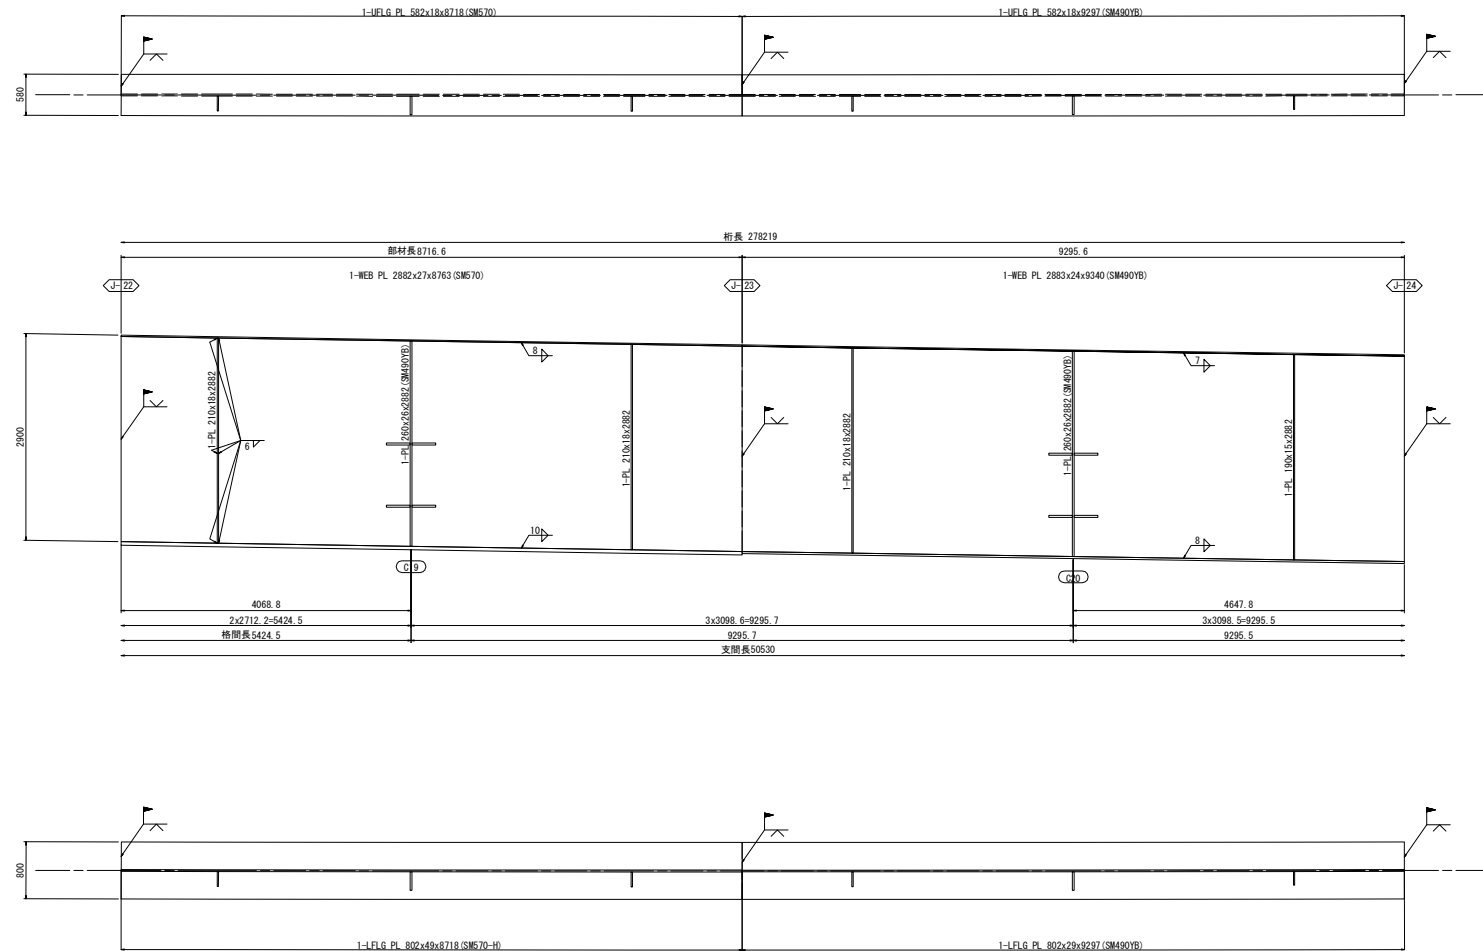 1-UFLG PL 582x18x8718(SM570)
1-UFLG PL 582x18x9297(SM490YB)
580
桁長 278219
部材長8716.6
9295.6
1-WEB PL 2882x27x8763(SM570)
1-WEB PL 2883x24x9340(SM490YB)
J-22
J-23
J-24
2900
1-PL 210x18x2882
6
1-PL 260x26x2882(SM490YB)
8
10
1-PL 210x18x2882
1-PL 210x18x2882
1-PL 260x26x2882(SM490YB)
7
8
1-PL 190x15x2882
C19
C20
4068.8
4647.8
2x2712.2=5424.5
3x3098.6=9295.7
3x3098.5=9295.5
格間長5424.5
9295.7
9295.5
支間長50530
800
1-LFLG PL 802x49x8718(SM570-H)
1-LFLG PL 802x29x9297(SM490YB)